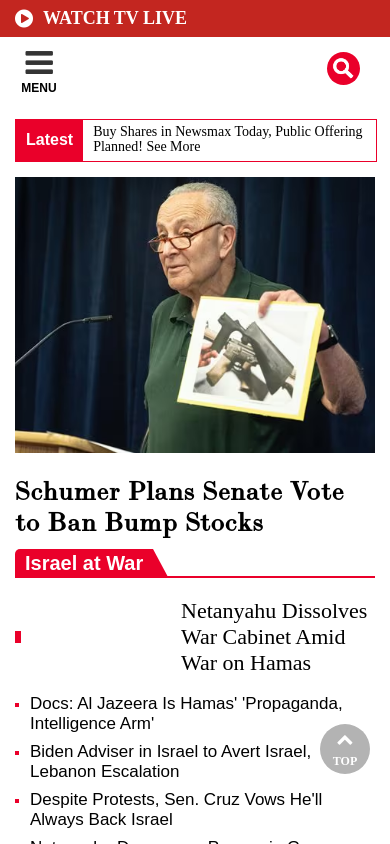 WATCH TV LIVE
MENU
Latest
Buy Shares in Newsmax Today, Public Offering
Planned! See More
Schumer Plans Senate Vote
to Ban Bump Stocks
Israel at War
Netanyahu Dissolves
War Cabinet Amid
War on Hamas
Docs: Al Jazeera Is Hamas' 'Propaganda,
Intelligence Arm'
Biden Adviser in Israel to Avert Israel,
Lebanon Escalation
TOP
Despite Protests, Sen. Cruz Vows He'll
Always Back Israel